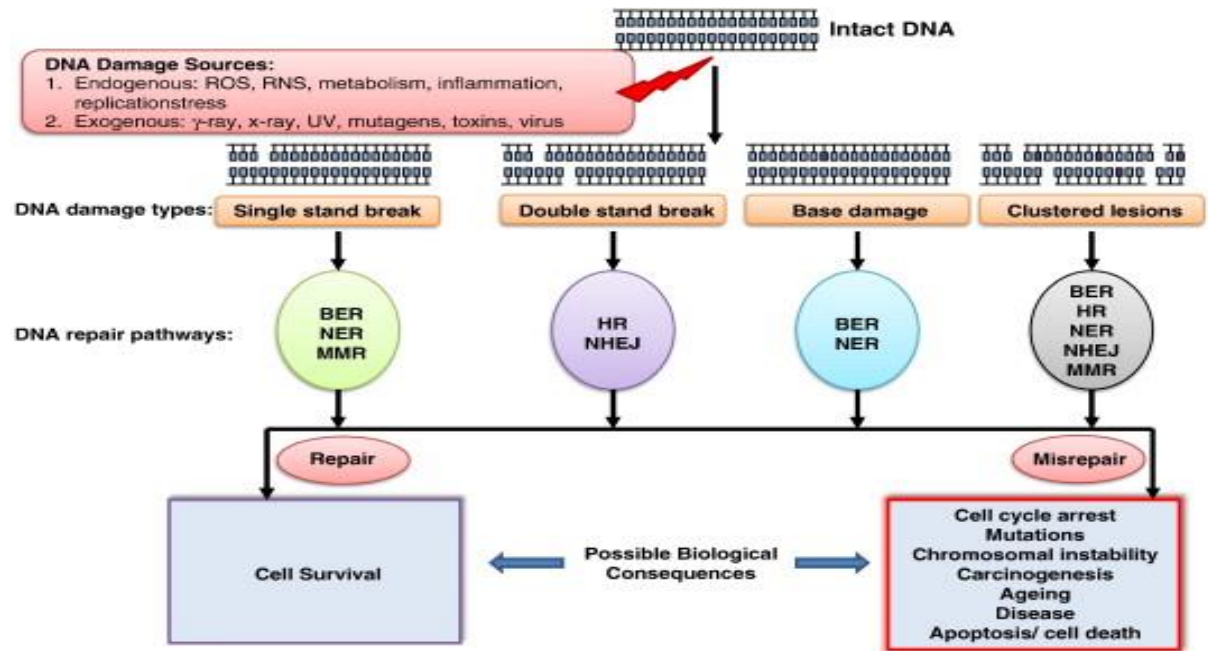 Intact DNA
DNA Damage Sources:
1. Endogenous: ROS, RNS, metabolism, inflammation,
replicationstress
2. Exogenous: γ-ray, x-ray, UV, mutagens, toxins, virus
DNA damage types:
Single stand break
Double stand break
Base damage
Clustered lesions
DNA repair pathways:
BER
NER
MMR
HR
NHEJ
BER
NER
BER
HR
NER
NHEJ
MMR
Repair
Misrepair
Cell Survival
Possible Biological
Consequences
Cell cycle arrest
Mutations
Chromosomal instability
Carcinogenesis
Ageing
Disease
Apoptosis/ cell death